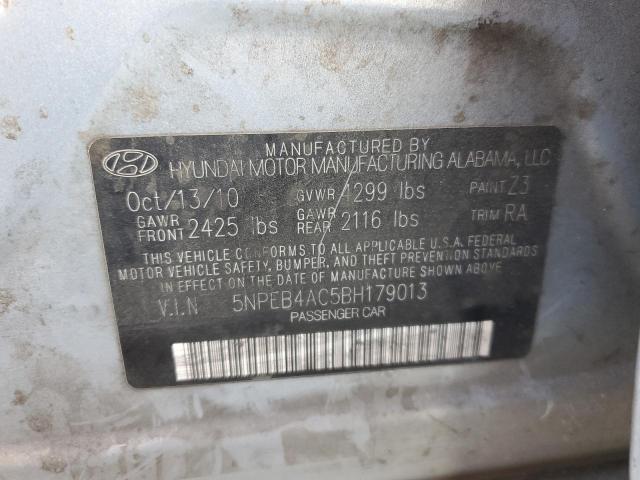 MANUFACTURED BY
HYUNDAI MOTOR MANUFACTURING ALABAMA, LLC
Oct/13/10 GVWR 4299 lbs PAINT Z3
GAWR FRONT 2425 lbs GAWR REAR 2116 lbs TRIM RA
THIS VEHICLE CONFORMS TO ALL APPLICABLE U.S.A. FEDERAL
MOTOR VEHICLE SAFETY, BUMPER, AND THEFT PREVENTION STANDARDS
IN EFFECT ON THE DATE OF MANUFACTURE SHOWN ABOVE.
V.I.N 5NPEB4AC5BH179013
PASSENGER CAR